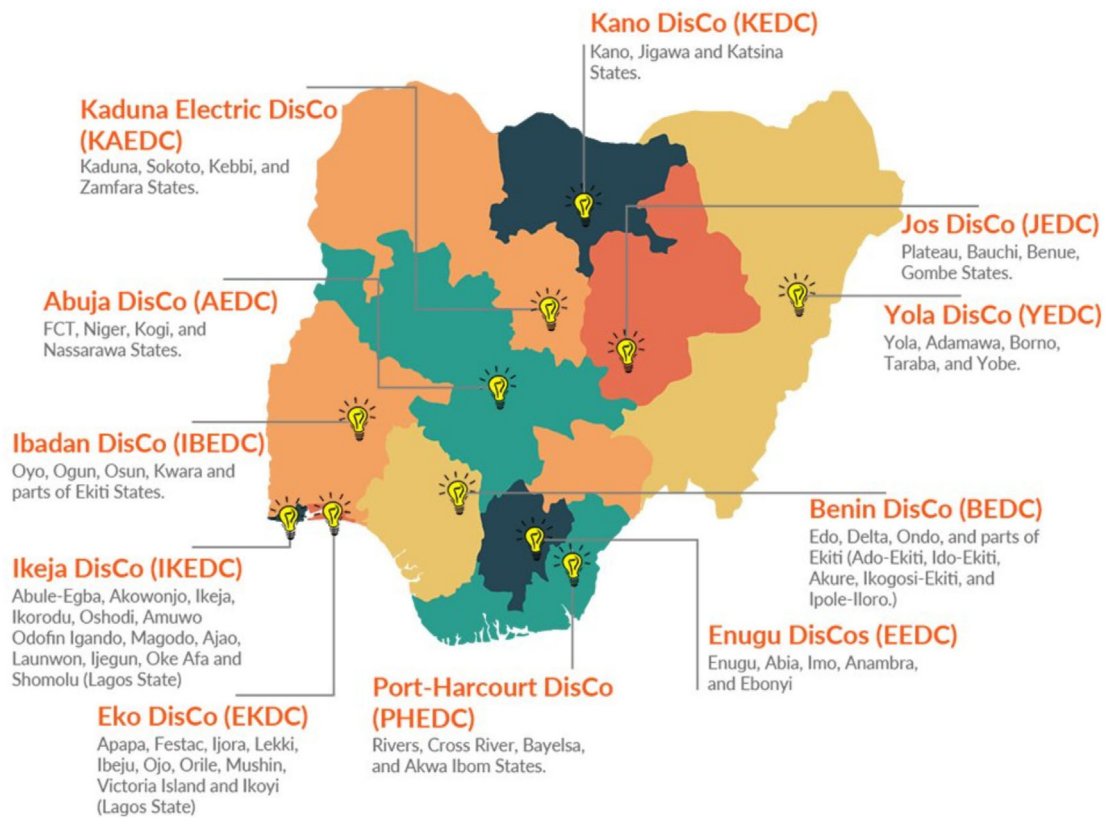 Kano DisCo (KEDC)
Kano, Jigawa and Katsina
States.
Kaduna Electric DisCo
(KAEDC)
Kaduna, Sokoto, Kebbi, and
Zamfara States.
Jos DisCo (JEDC)
Plateau, Bauchi, Benue,
Gombe States.
Abuja DisCo (AEDC)
FCT, Niger, Kogi, and
Nassarawa States.
Yola DisCo (YEDC)
Yola, Adamawa, Borno,
Taraba, and Yobe.
Ibadan DisCo (IBEDC)
Oyo, Ogun, Osun, Kwara and
parts of Ekiti States.
Benin DisCo (BEDC)
Edo, Delta, Ondo, and parts of
Ekiti (Ado-Ekiti, Ido-Ekiti,
Akure, Ikogosi-Ekiti, and
Ipole-Iloro.)
Ikeja DisCo (IKEDC)
Abule-Egba, Akowonjo, Ikeja,
Ikorodu, Oshodi, Amuwo
Odofin Igando, Magodo, Ajao,
Launwon, Ijegun, Oke Afa and
Shomolu (Lagos State)
Enugu DisCos (EEDC)
Enugu, Abia, Imo, Anambra,
and Ebonyi
Port-Harcourt DisCo
(PHEDC)
Rivers, Cross River, Bayelsa,
and Akwa Ibom States.
Eko DisCo (EKDC)
Apapa, Festac, Ijora, Lekki,
Ibeju, Ojo, Orile, Mushin,
Victoria Island and Ikoyi
(Lagos State)